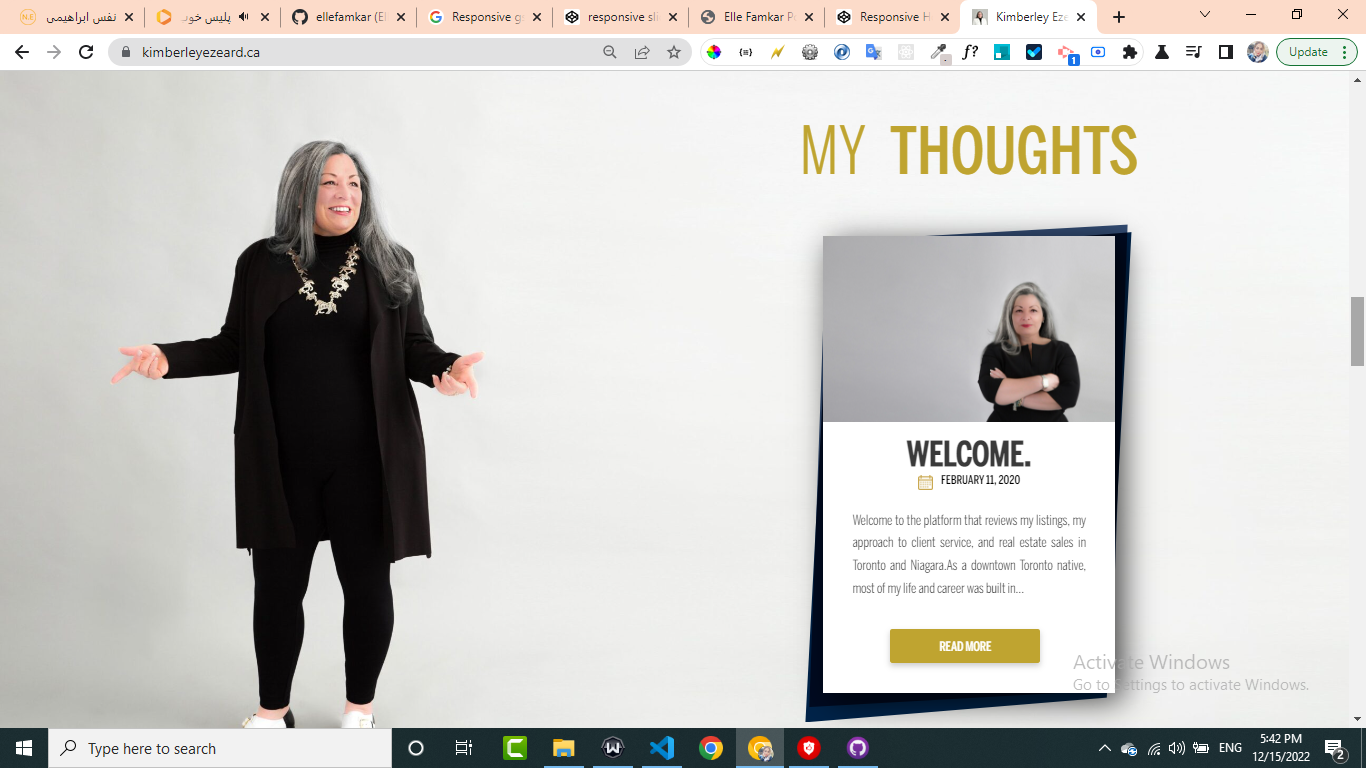 نفس ابراهیمی
پلیس خوب
ellefamkar (El
Responsive g
responsive sli
Elle Famkar P
Responsive H
Kimberley Eze
kimberleyezeard.ca
Update
1
MY THOUGHTS
WELCOME.
FEBRUARY 11, 2020
Welcome to the platform that reviews my listings, my
approach to client service, and real estate sales in
Toronto and Niagara.As a downtown Toronto native,
most of my life and career was built in...
READ MORE
Activate Windows
Go to Settings to activate Windows.
Type here to search
ENG
5:42 PM
12/15/2022
2